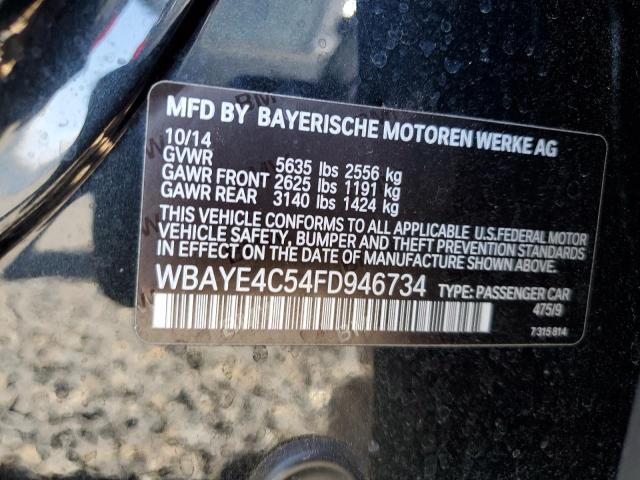 MFD BY BAYERISCHE MOTOREN WERKE AG
10/14
GVWR 5635 lbs 2556 kg
GAWR FRONT 2625 lbs 1191 kg
GAWR REAR 3140 lbs 1424 kg
THIS VEHICLE CONFORMS TO ALL APPLICABLE U.S.FEDERAL MOTOR
VEHICLE SAFETY, BUMPER AND THEFT PREVENTION STANDARDS
IN EFFECT ON THE DATE OF MANUFACTURE SHOWN ABOVE.
WBAYE4C54FD946734 TYPE: PASSENGER CAR
475/9
7315814